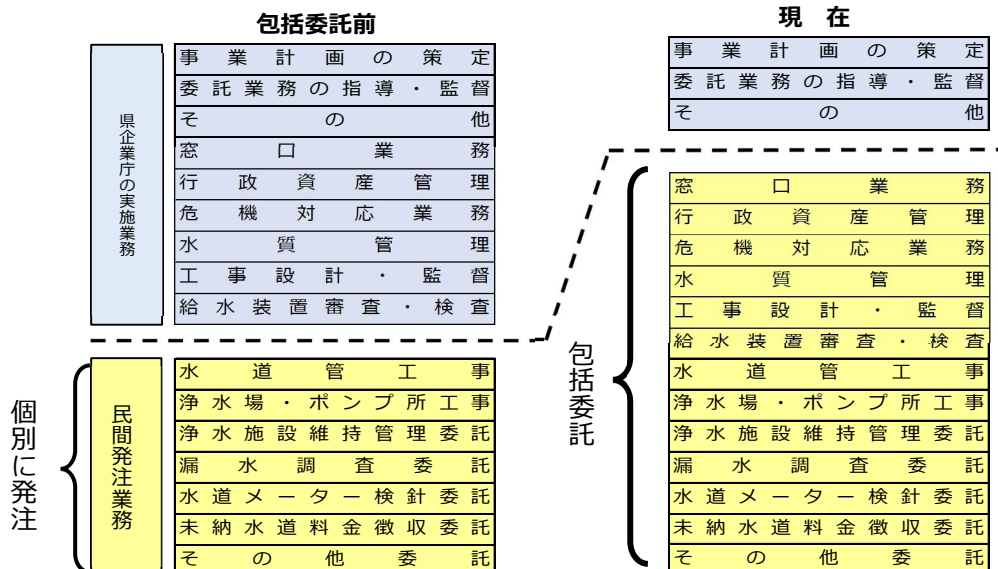 包括委託前
県企業庁の実施業務
事業計画の策定
委託業務の指導・監督
その他
窓口業務
行政資産管理
危機対応業務
水質管理
工事設計・監督
給水装置審査・検査
個別に発注
民間発注業務
水道管工事
浄水場・ポンプ所工事
浄水施設維持管理委託
漏水調査委託
水道メーター検針委託
未納水道料金徴収委託
その他委託
現在
事業計画の策定
委託業務の指導・監督
その他
包括委託
窓口業務
行政資産管理
危機対応業務
水質管理
工事設計・監督
給水装置審査・検査
水道管工事
浄水場・ポンプ所工事
浄水施設維持管理委託
漏水調査委託
水道メーター検針委託
未納水道料金徴収委託
その他委託